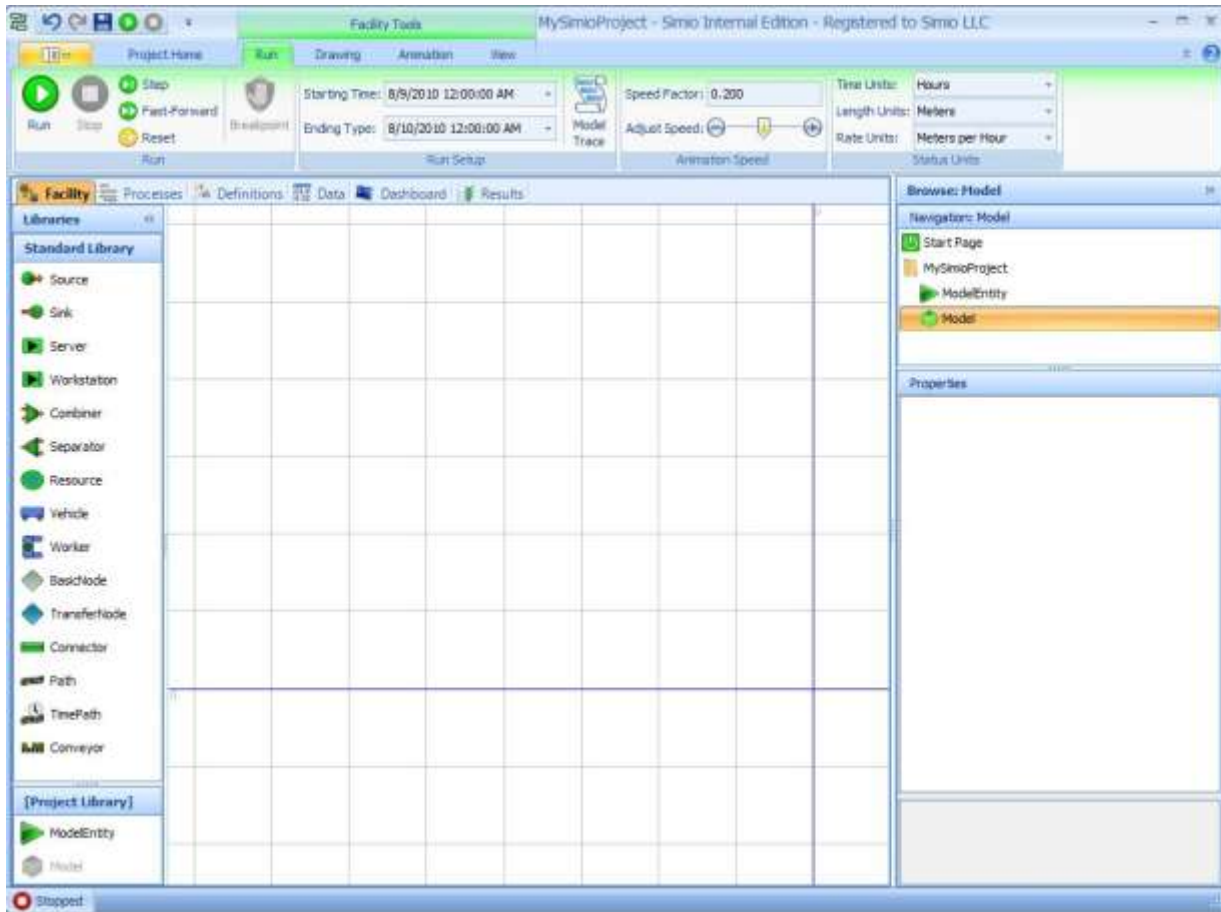 Facility Tools
MySimioProject - Simio Internal Edition - Registered to Simio LLC
Project Home Run Drawing Animation View
Run
Stop
Step
Fast-Forward
Reset
Breakpoint
Starting Time: 8/9/2010 12:00:00 AM
Ending Type: 8/10/2010 12:00:00 AM
Model
Trace
Speed Factor: 0.200
Adjust Speed:
Time Units: Hours
Length Units: Meters
Rate Units: Meters per Hour
Run
Run Setup
Animation Speed
Status Units
Facility Processes Definitions Data Dashboard Results
Libraries
Standard Library
Source
Sink
Server
Workstation
Combiner
Separator
Resource
Vehicle
Worker
BasicNode
TransferNode
Connector
Path
TimePath
Conveyor
[Project Library]
ModelEntity
Model
Browse: Model
Navigation: Model
Start Page
MySimioProject
ModelEntity
Model
Properties
Stopped